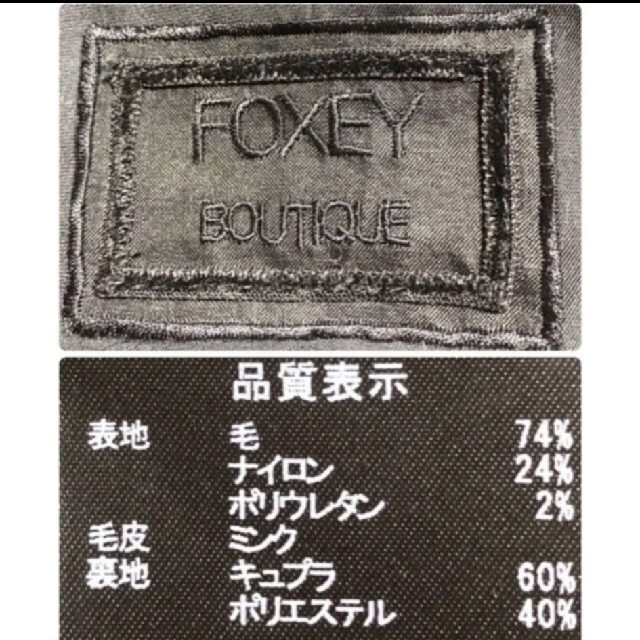 FOXEY
BOUTIQUE
品質表示
表地 毛 74%
ナイロン 24%
ポリウレタン 2%
毛皮 ミンク
裏地 キュプラ 60%
ポリエステル 40%